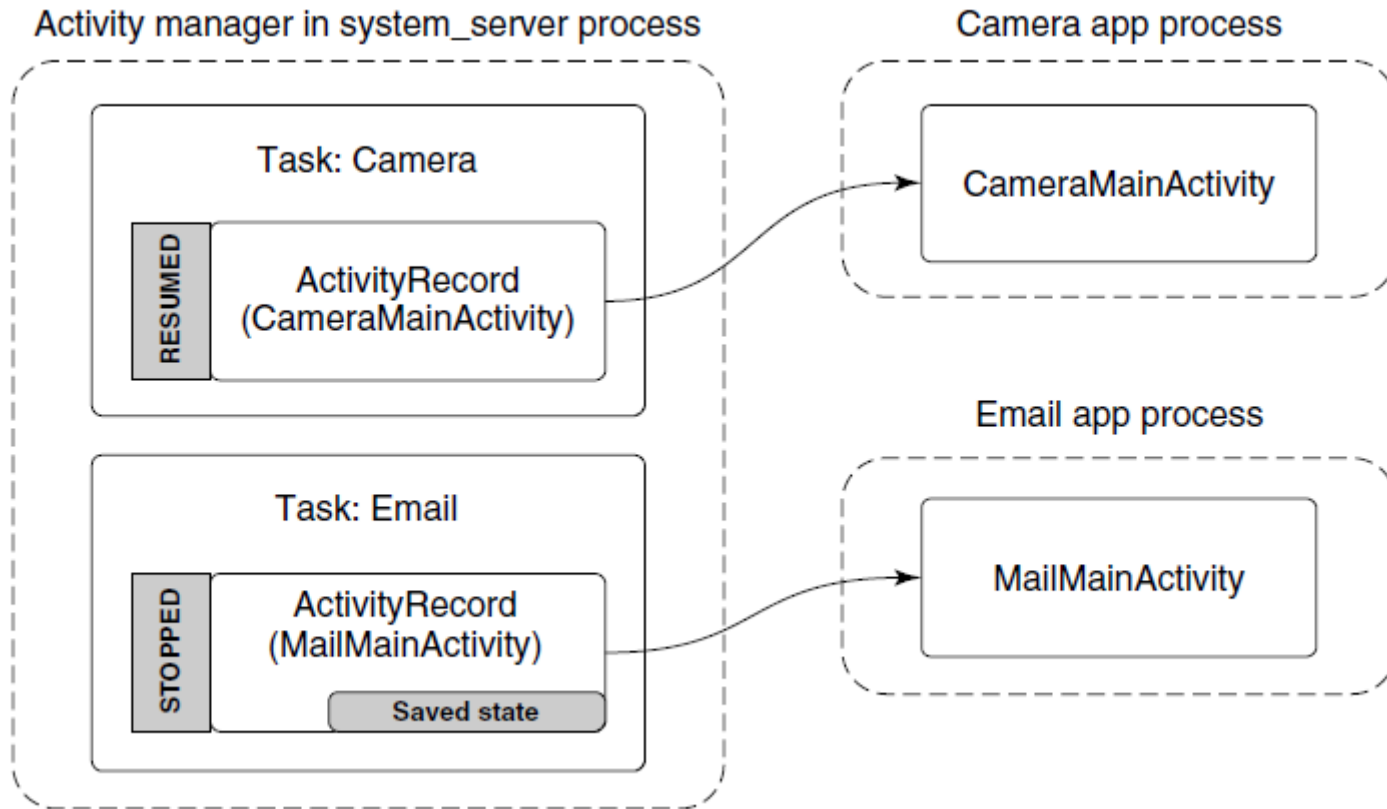 Activity manager in system_server process
Camera app process
Task: Camera
RESUMED
ActivityRecord
(CameraMainActivity)
CameraMainActivity
Email app process
Task: Email
STOPPED
ActivityRecord
(MailMainActivity)
Saved state
MailMainActivity